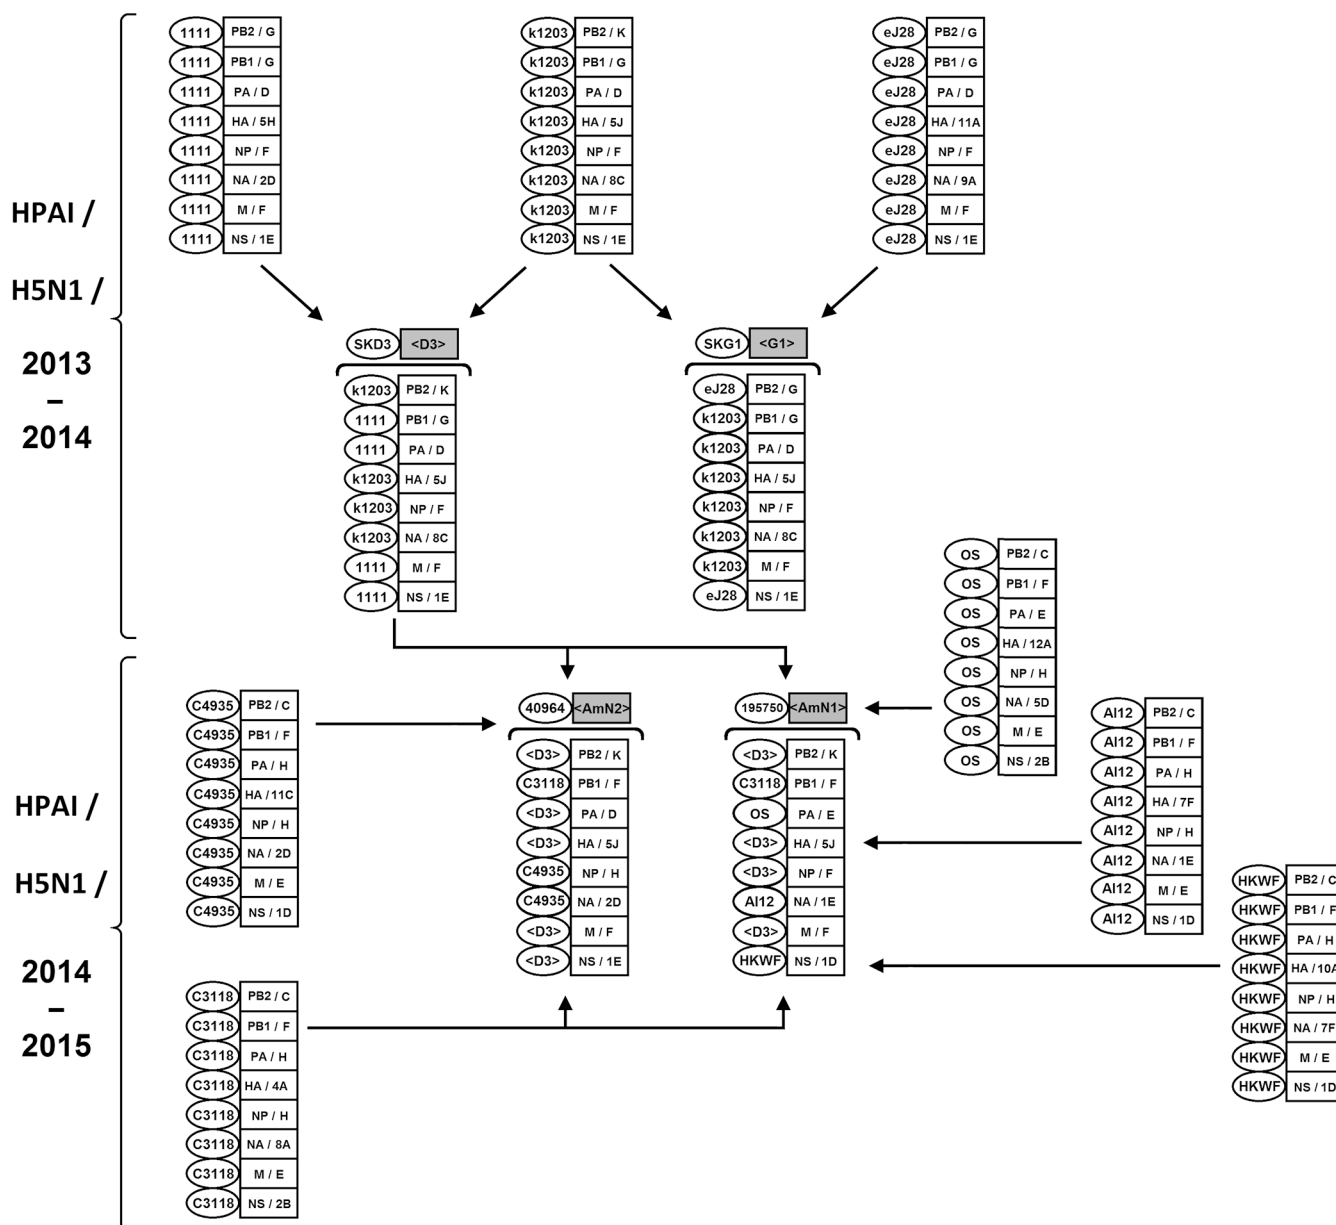 HPAI /
H5N1 /
2013
–
2014
1111 PB2 / G
1111 PB1 / G
1111 PA / D
1111 HA / 5H
1111 NP / F
1111 NA / 2D
1111 M / F
1111 NS / 1E
k1203 PB2 / K
k1203 PB1 / G
k1203 PA / D
k1203 HA / 5J
k1203 NP / F
k1203 NA / 8C
k1203 M / F
k1203 NS / 1E
eJ28 PB2 / G
eJ28 PB1 / G
eJ28 PA / D
eJ28 HA / 11A
eJ28 NP / F
eJ28 NA / 9A
eJ28 M / F
eJ28 NS / 1E
SKD3 <D3>
k1203 PB2 / K
1111 PB1 / G
1111 PA / D
k1203 HA / 5J
k1203 NP / F
k1203 NA / 8C
1111 M / F
1111 NS / 1E
SKG1 <G1>
eJ28 PB2 / G
k1203 PB1 / G
k1203 PA / D
k1203 HA / 5J
k1203 NP / F
k1203 NA / 8C
k1203 M / F
eJ28 NS / 1E
HPAI /
H5N1 /
2014
–
2015
C4935 PB2 / C
C4935 PB1 / F
C4935 PA / H
C4935 HA / 11C
C4935 NP / H
C4935 NA / 2D
C4935 M / E
C4935 NS / 1D
C3118 PB2 / C
C3118 PB1 / F
C3118 PA / H
C3118 HA / 4A
C3118 NP / H
C3118 NA / 8A
C3118 M / E
C3118 NS / 2B
40964 <AmN2>
<D3> PB2 / K
C3118 PB1 / F
<D3> PA / D
<D3> HA / 5J
C4935 NP / H
C4935 NA / 2D
<D3> M / F
<D3> NS / 1E
195750 <AmN1>
<D3> PB2 / K
C3118 PB1 / F
OS PA / E
<D3> HA / 5J
<D3> NP / F
AI12 NA / 1E
<D3> M / F
HKWF NS / 1D
OS PB2 / C
OS PB1 / F
OS PA / E
OS HA / 12A
OS NP / H
OS NA / 5D
OS M / E
OS NS / 2B
AI12 PB2 / C
AI12 PB1 / F
AI12 PA / H
AI12 HA / 7F
AI12 NP / H
AI12 NA / 1E
AI12 M / E
AI12 NS / 1D
HKWF PB2 / C
HKWF PB1 / F
HKWF PA / H
HKWF HA / 10A
HKWF NP / H
HKWF NA / 7F
HKWF M / E
HKWF NS / 1D